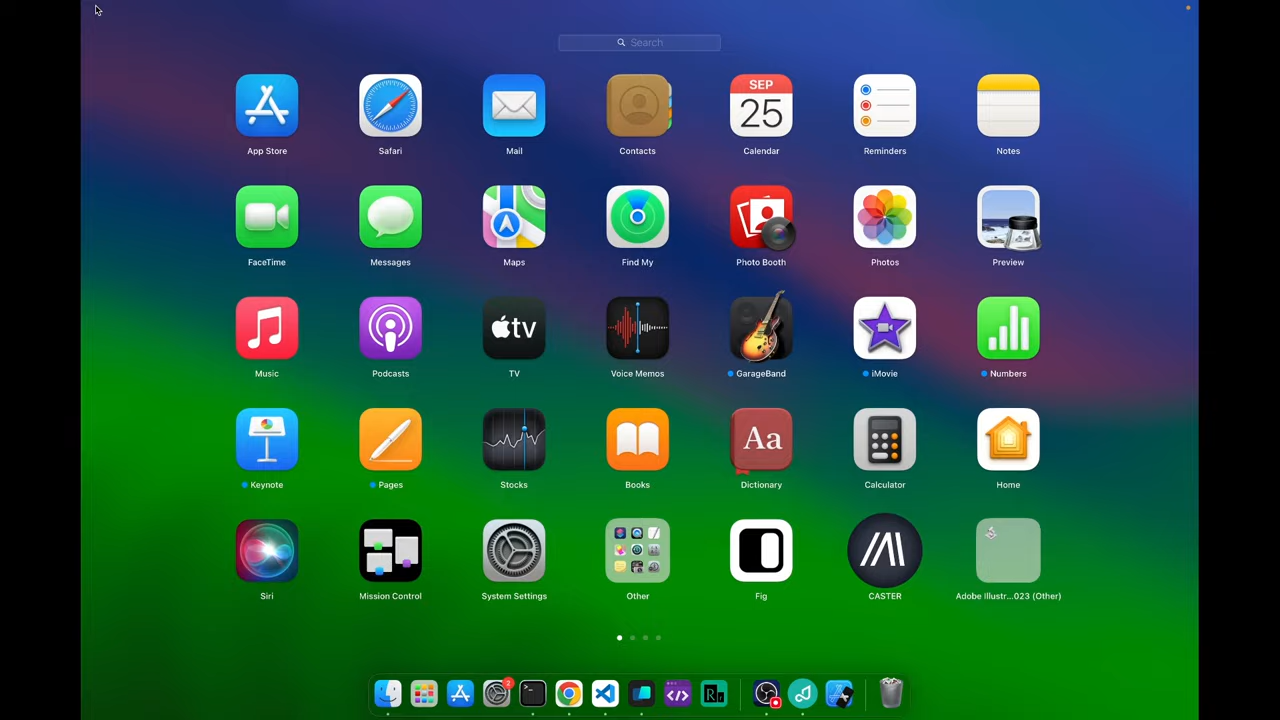 Search
SEP
25
App Store
Safari
Mail
Contacts
Calendar
Reminders
Notes
FaceTime
Messages
Maps
Find My
Photo Booth
Photos
Preview
tv
Music
Podcasts
TV
Voice Memos
GarageBand
iMovie
Numbers
Aa
Keynote
Pages
Stocks
Books
Dictionary
Calculator
Home
Siri
Mission Control
System Settings
Other
Fig
CASTER
Adobe Illustr...023 (Other)
2